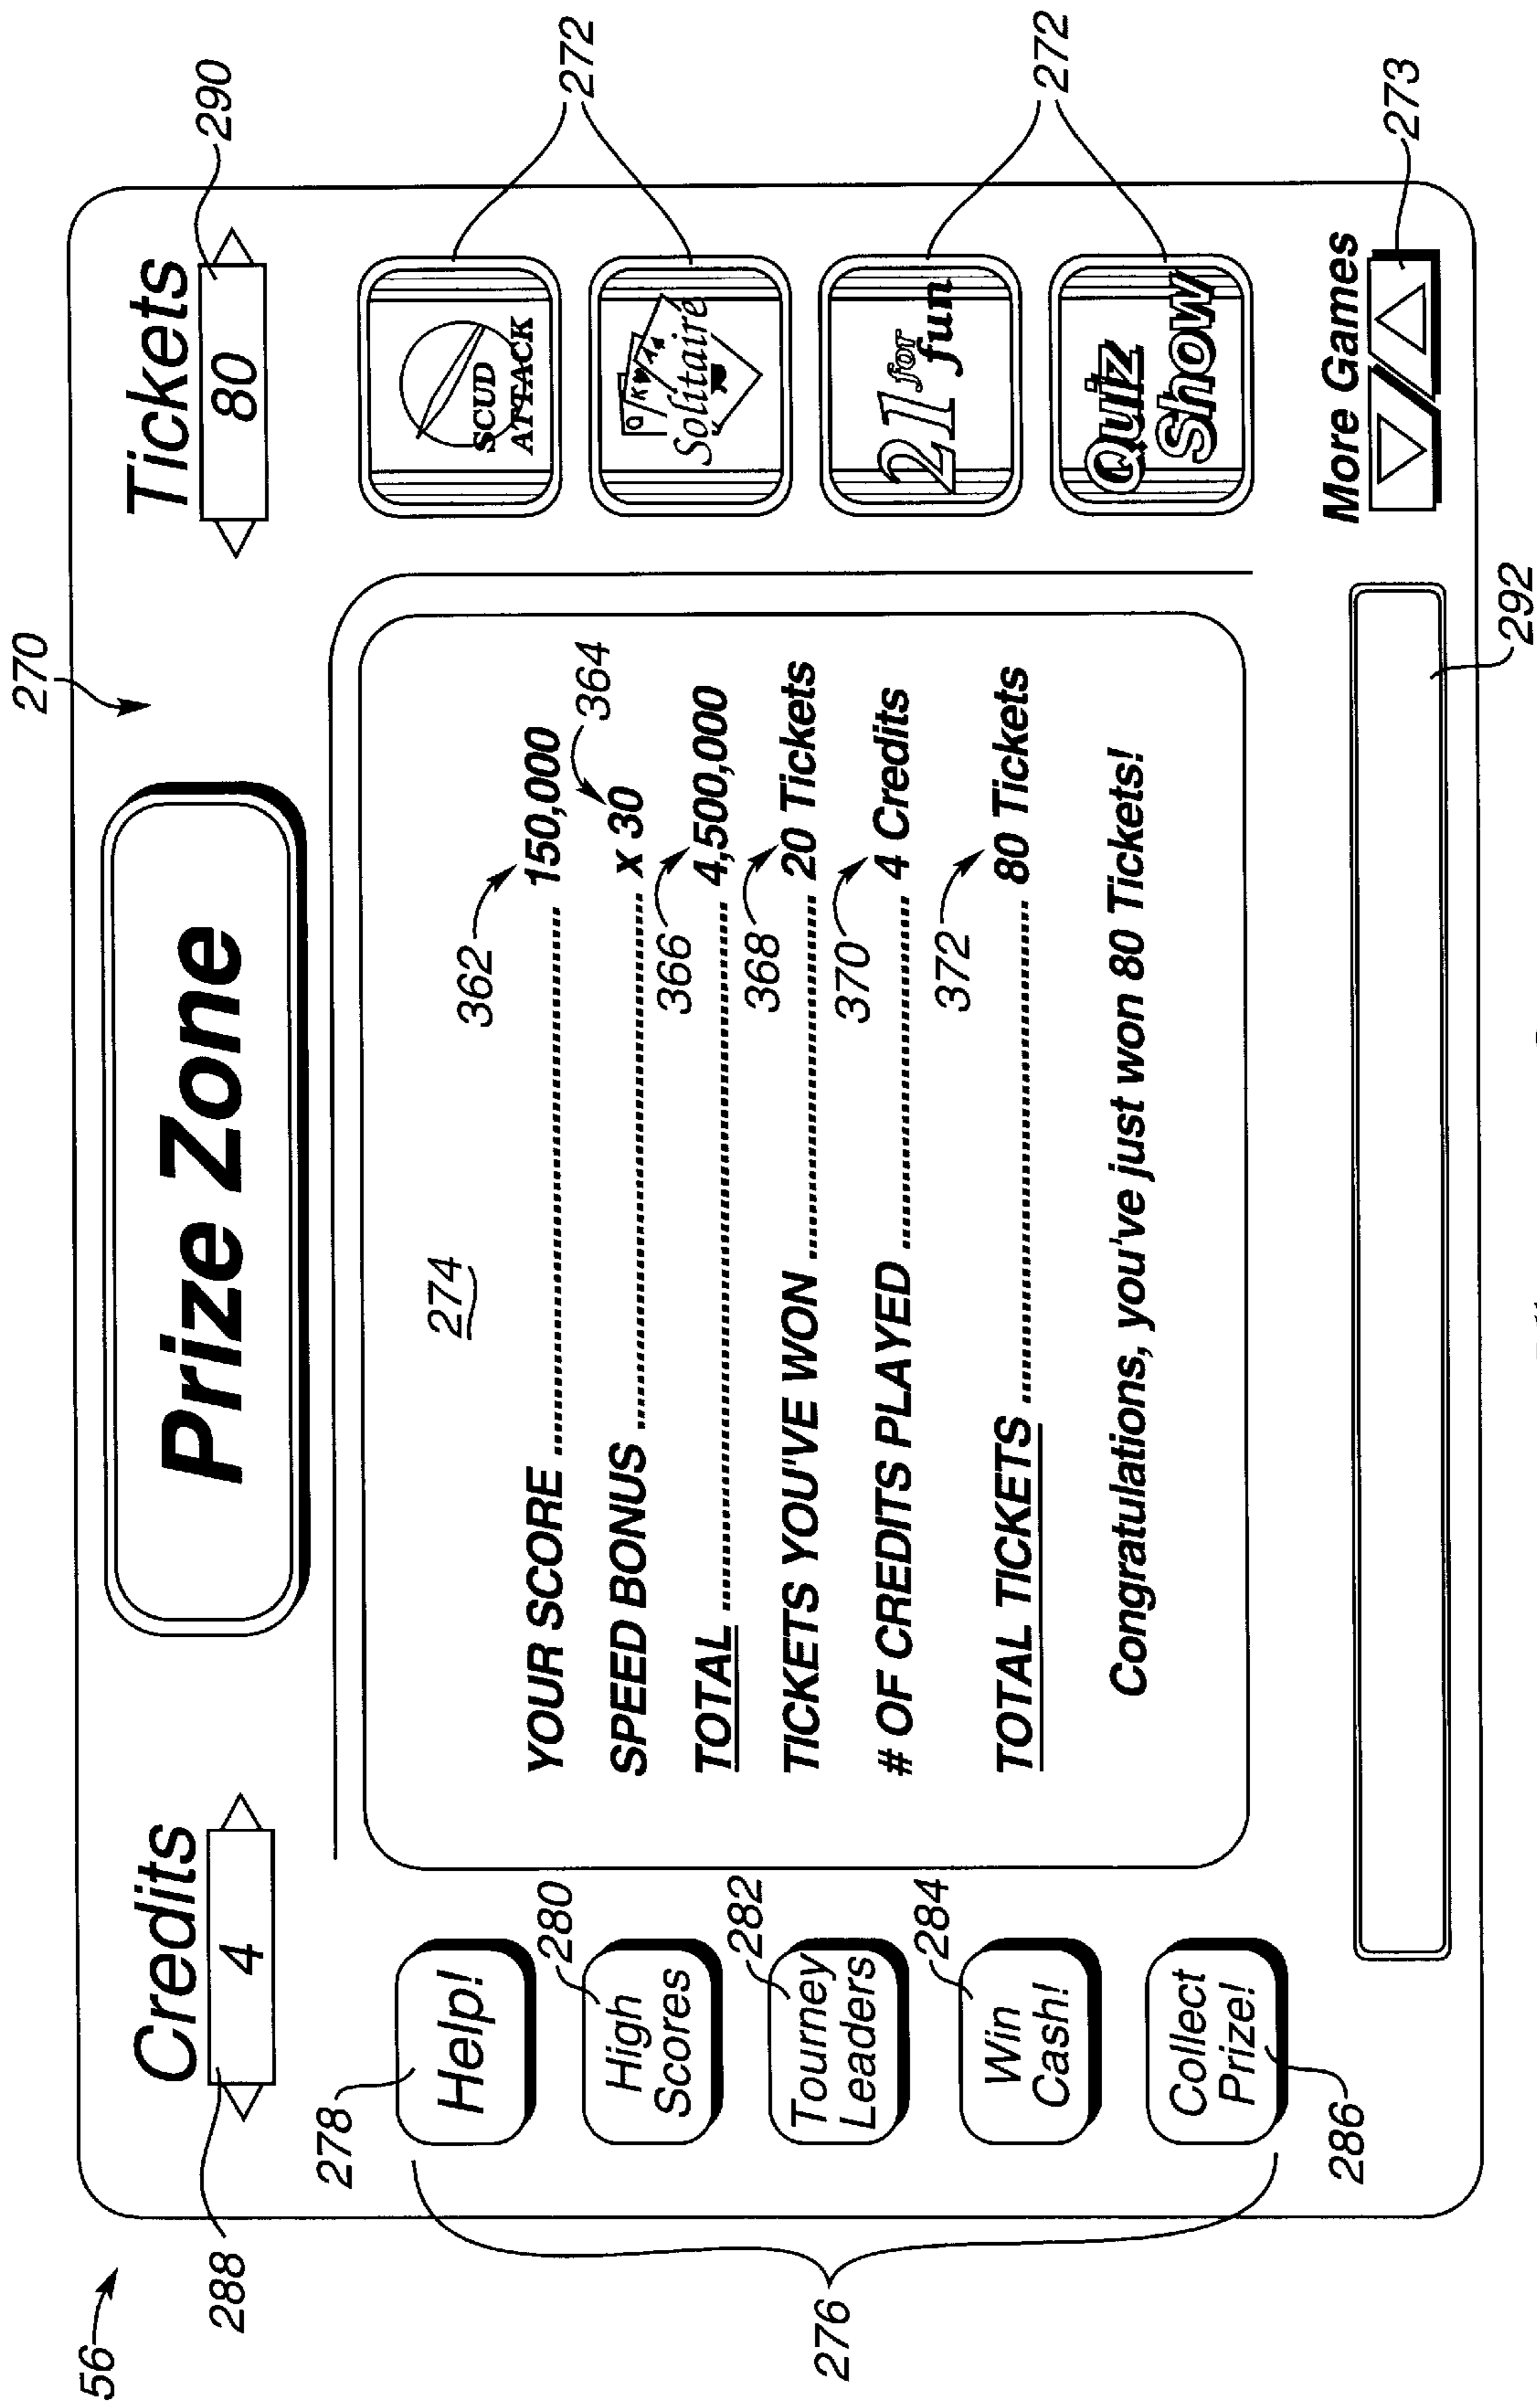 56
270
Credits
4
288
Prize Zone
Tickets
80
290
278
Help!
280
High
Scores
282
Tourney
Leaders
284
Win
Cash!
Collect
Prize!
286
276
274
362
YOUR SCORE ........ 150,000
364
SPEED BONUS ........ x 30
366
TOTAL ........ 4,500,000
368
TICKETS YOU'VE WON ........ 20 Tickets
370
# OF CREDITS PLAYED ........ 4 Credits
372
TOTAL TICKETS ........ 80 Tickets
Congratulations, you've just won 80 Tickets!
SCUD
ATTACK
272
Q K A
Solitaire
21 for
fun
272
Quiz
Show
More Games
273
292